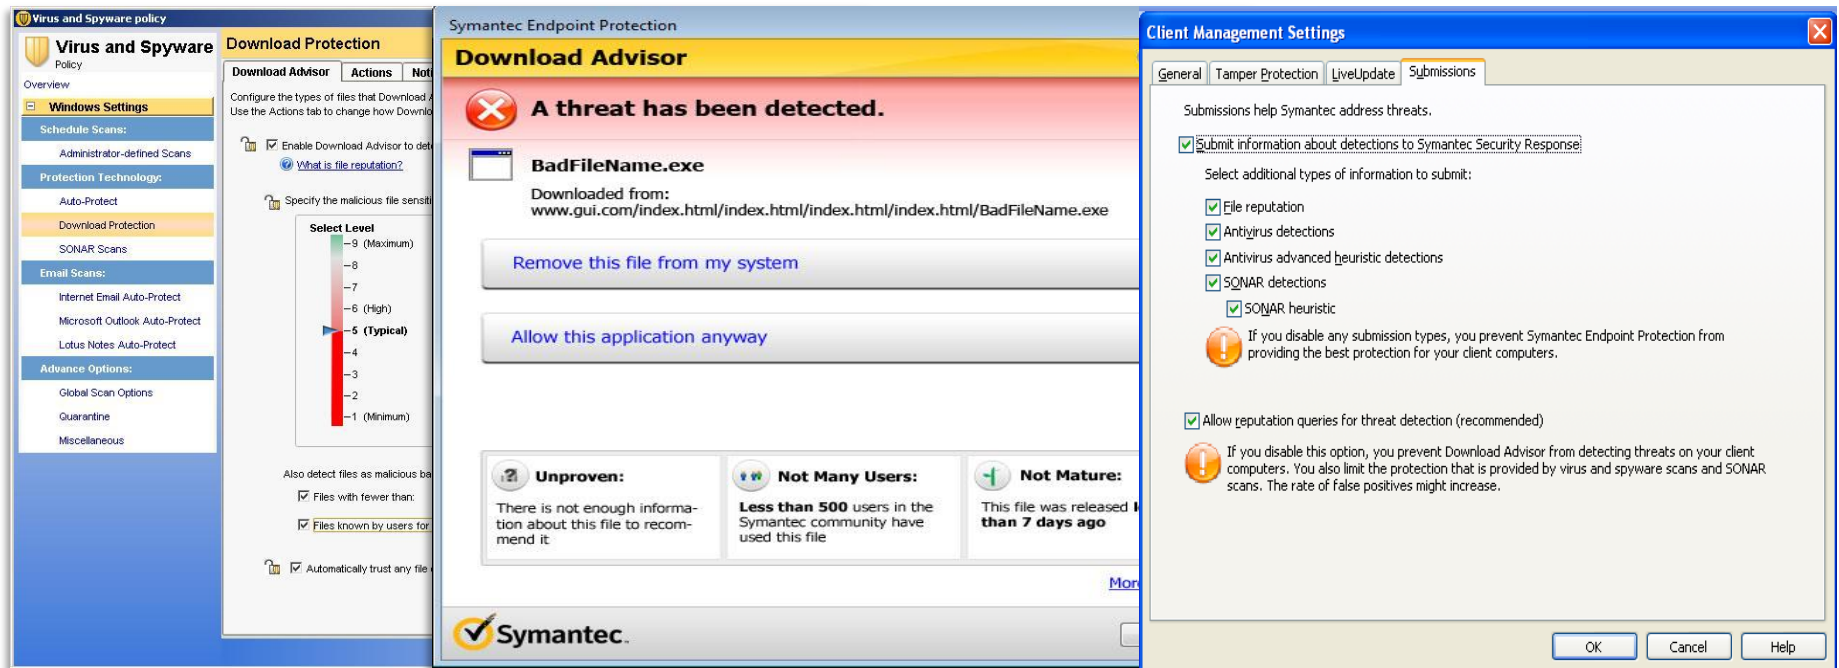 Virus and Spyware policy
Virus and Spyware
Policy
Overview
Windows Settings
Schedule Scans:
Administrator-defined Scans
Protection Technology:
Auto-Protect
Download Protection
SONAR Scans
Email Scans:
Internet Email Auto-Protect
Microsoft Outlook Auto-Protect
Lotus Notes Auto-Protect
Advance Options:
Global Scan Options
Quarantine
Miscellaneous
Download Protection
Download Advisor Actions
Configure the types of files that Download
Use the Actions tab to change how
Enable Download Advisor to
What is file reputation?
Specify the malicious file
Select Level
9 (Maximum)
8
7
6 (High)
5 (Typical)
4
3
2
1 (Minimum)
Also detect files as malicious
Files with fewer than:
Files known by users for
Automatically trust any file
Symantec Endpoint Protection
Download Advisor
A threat has been detected.
BadFileName.exe
Downloaded from:
www.gui.com/index.html/index.html/index.html/index.html/BadFileName.exe
Remove this file from my system
Allow this application anyway
Unproven:
There is not enough informa-
tion about this file to recom-
mend it
Not Many Users:
Less than 500 users in the
Symantec community have
used this file
Not Mature:
This file was released
than 7 days ago
Symantec.
Client Management Settings
General Tamper Protection LiveUpdate Submissions
Submissions help Symantec address threats.
Submit information about detections to Symantec Security Response
Select additional types of information to submit:
File reputation
Antivirus detections
Antivirus advanced heuristic detections
SONAR detections
SONAR heuristic
If you disable any submission types, you prevent Symantec Endpoint Protection from
providing the best protection for your client computers.
Allow reputation queries for threat detection (recommended)
If you disable this option, you prevent Download Advisor from detecting threats on your client
computers. You also limit the protection that is provided by virus and spyware scans and SONAR
scans. The rate of false positives might increase.
OK Cancel Help